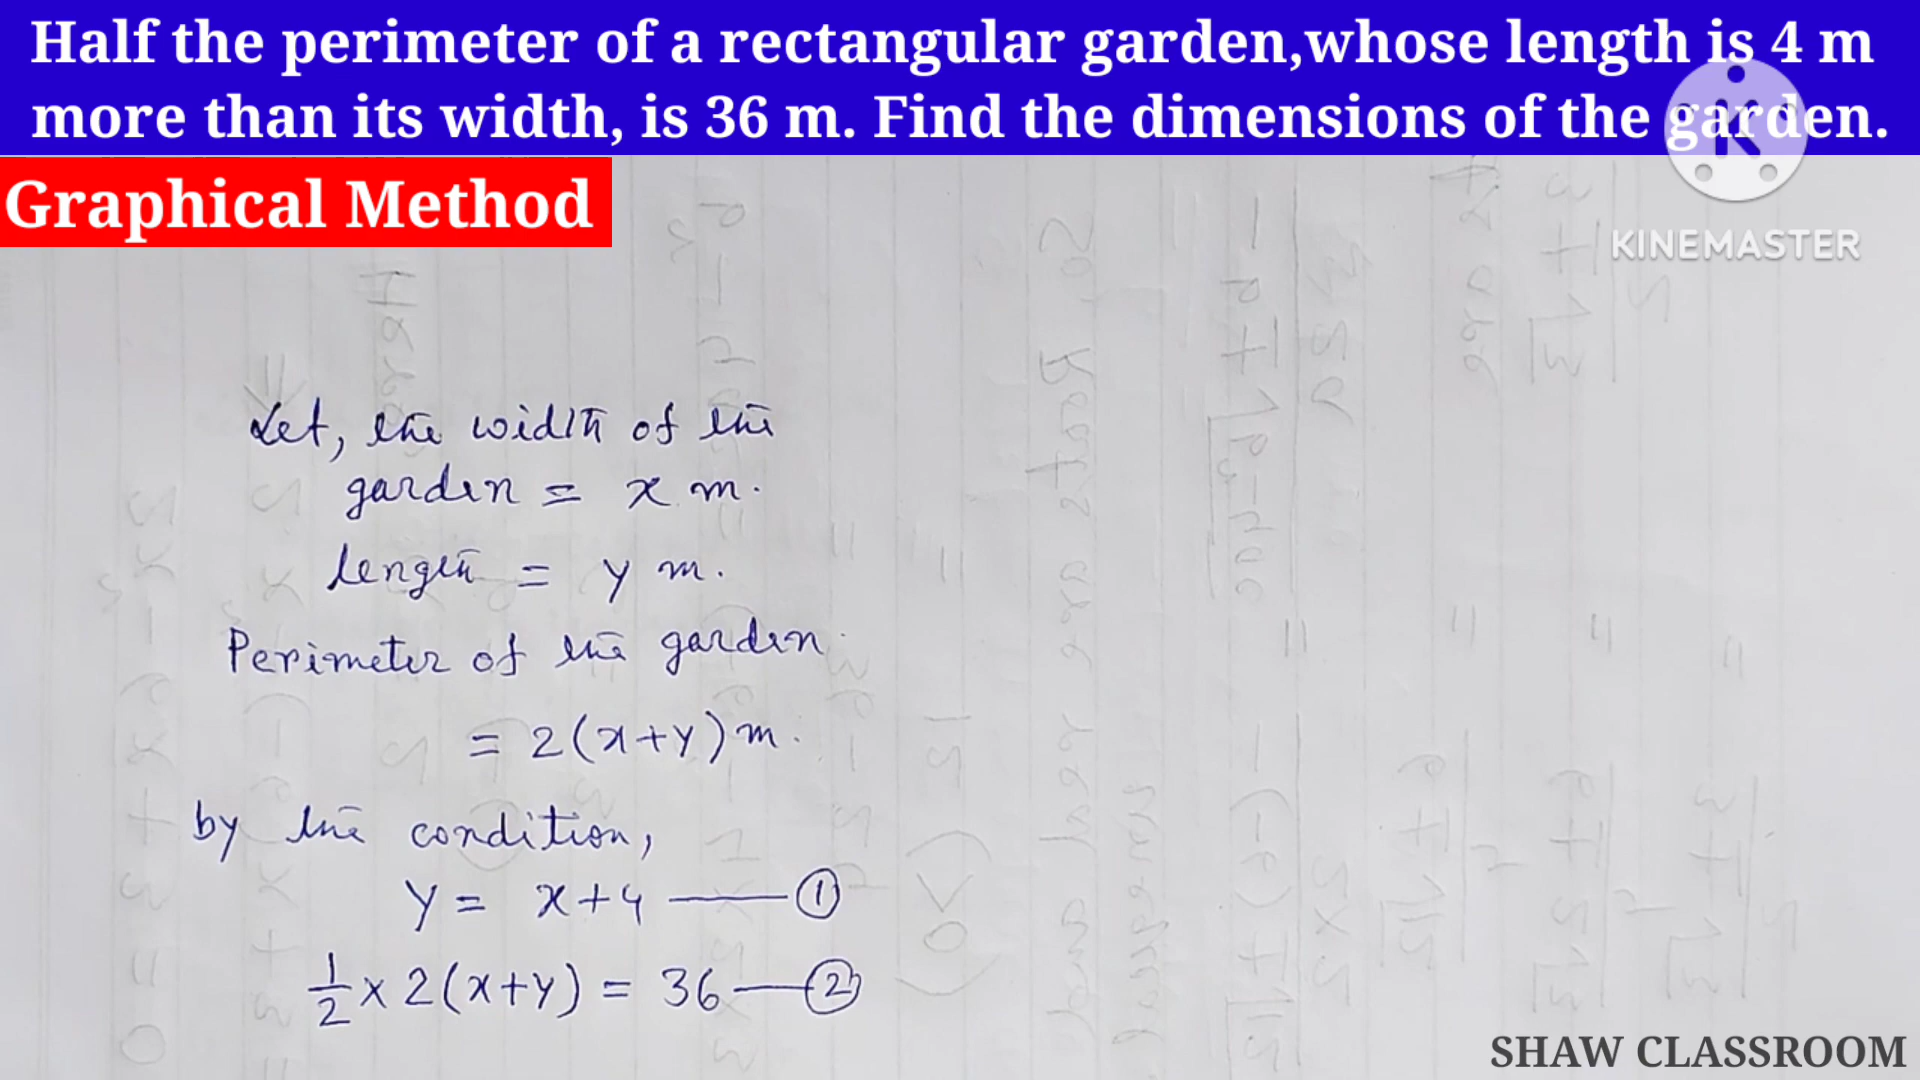 Half the perimeter of a rectangular garden,whose length is 4 m
more than its width, is 36 m. Find the dimensions of the garden.
Graphical Method
KINEMASTER
Let, the width of the
garden = x m.
length = y m.
Perimeter of the garden
= 2(x+y) m.
by the condition,
y = x+4 —— ①
1/2 x 2(x+y) = 36 —— ②
SHAW CLASSROOM